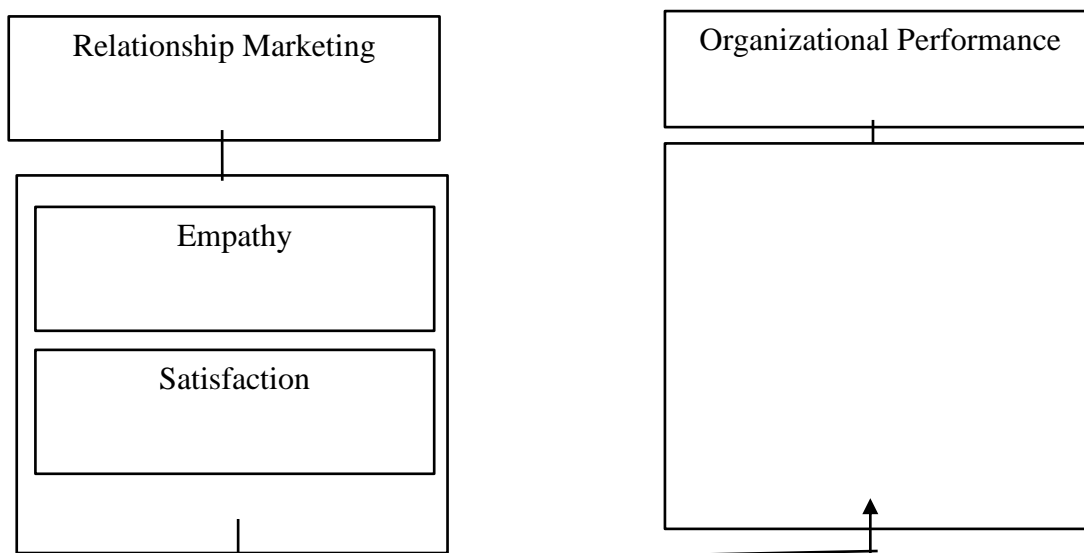 Relationship Marketing
Organizational Performance
Empathy
Satisfaction